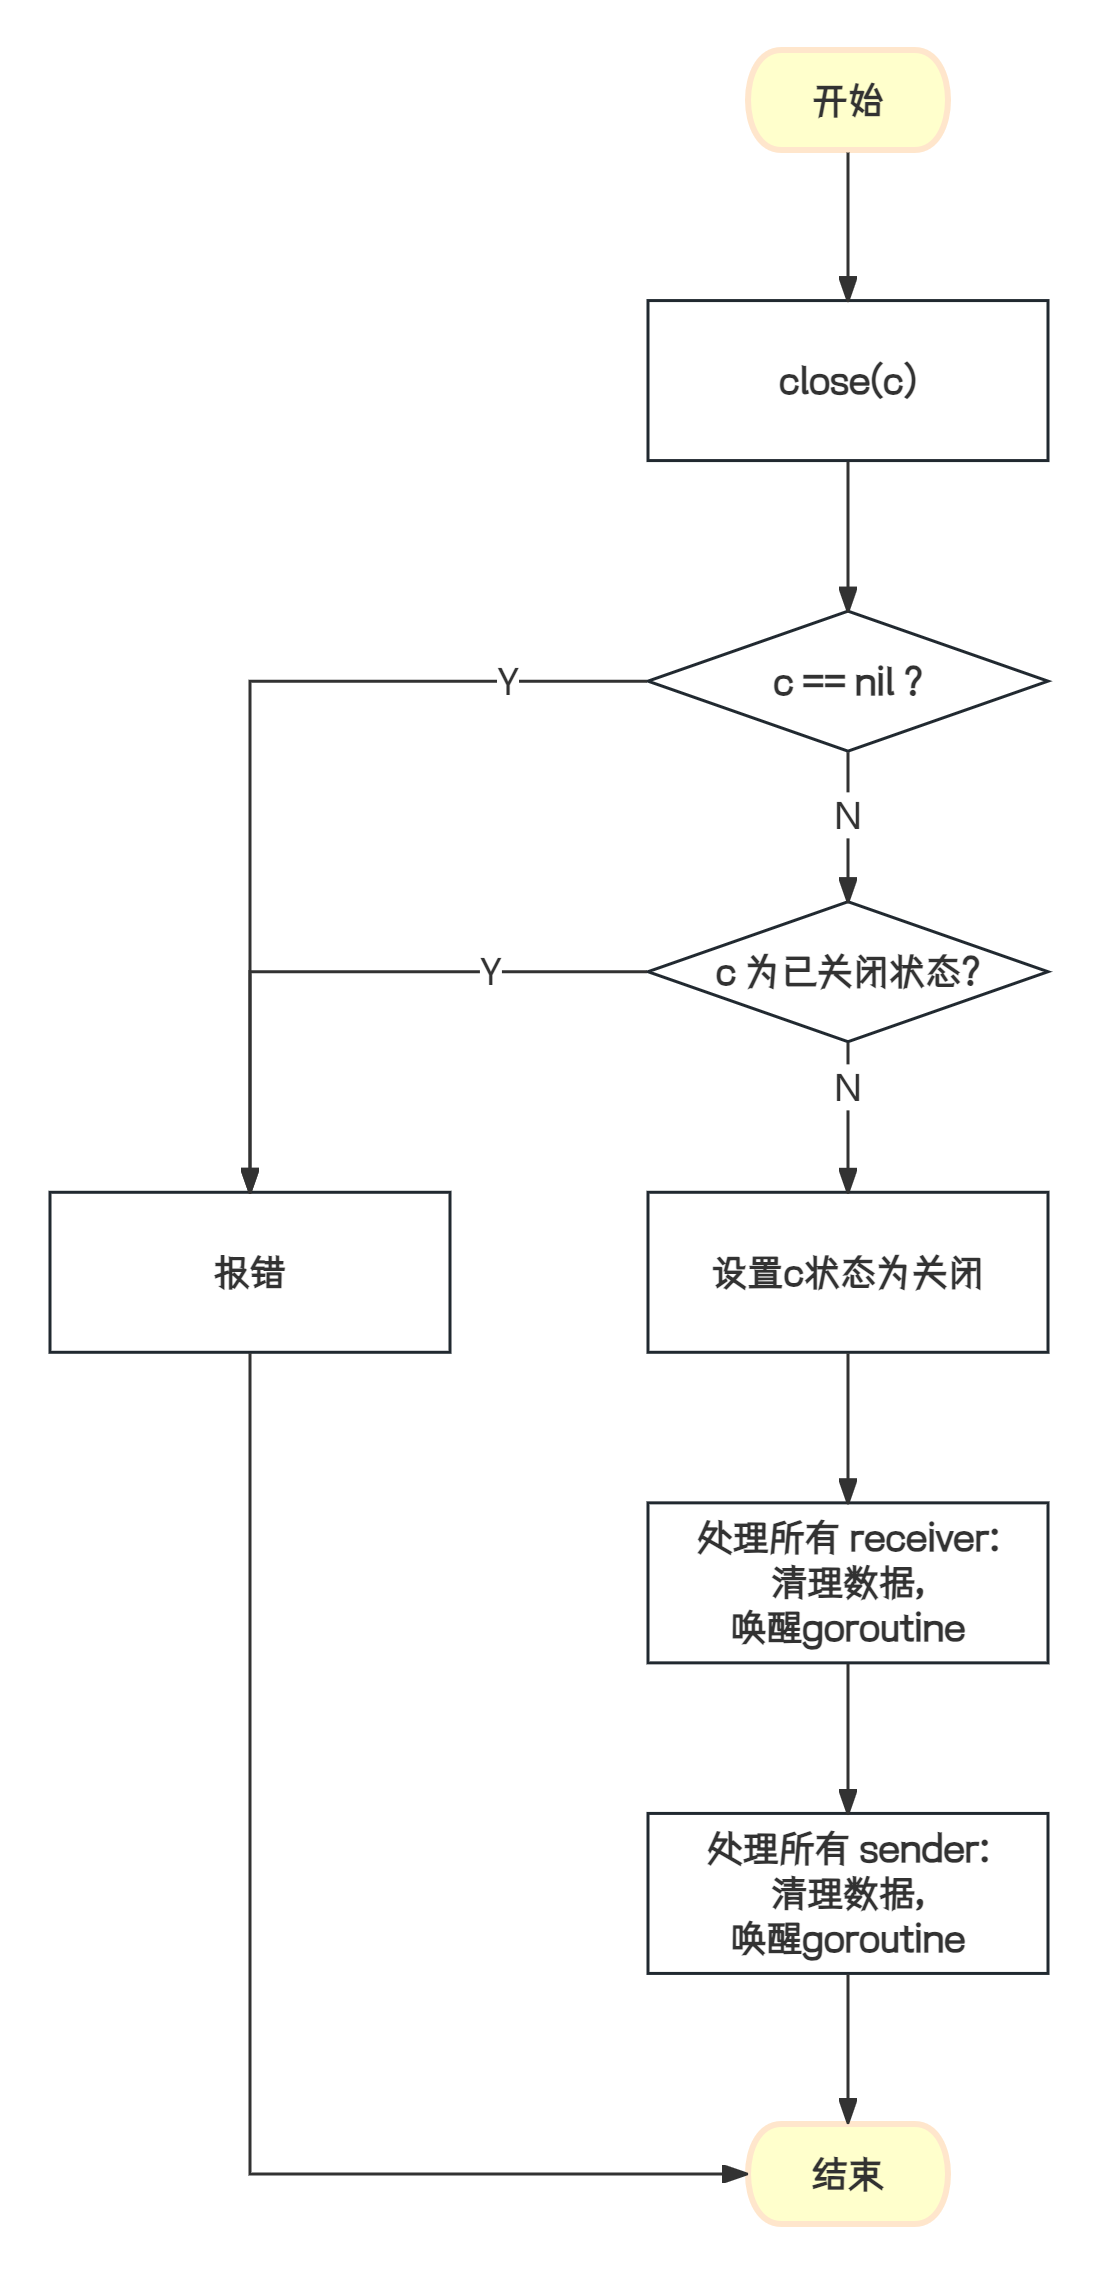 开始
close(c)
c == nil ?
Y
N
c 为已关闭状态?
Y
N
报错
设置c状态为关闭
处理所有 receiver:
清理数据,
唤醒goroutine
处理所有 sender:
清理数据,
唤醒goroutine
结束